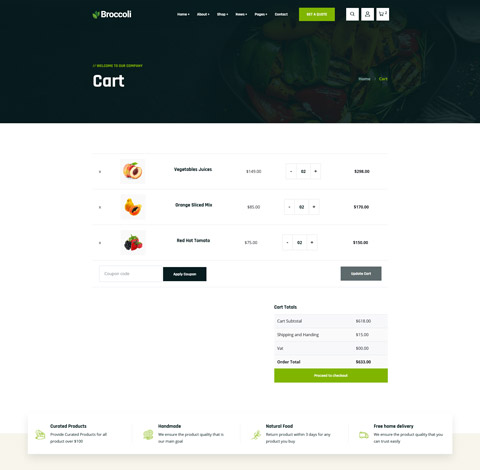 Broccoli
Home + About + Shop + News + Pages + Contact GET A QUOTE 0
// WELCOME TO OUR COMPANY
Cart
Home Cart
x Vegetables Juices $149.00 - 02 + $298.00
x Orange Sliced Mix $85.00 - 02 + $170.00
x Red Hot Tomato $75.00 - 02 + $150.00
Coupon code Apply Coupon Update Cart
Cart Totals
Cart Subtotal $618.00
Shipping and Handing $15.00
Vat $00.00
Order Total $633.00
Proceed to checkout
Curated Products Handmade Natural Food Free home delivery
Provide Curated Products for all We ensure the product quality that is Return product within 3 days for any We ensure the product quality that you
product over $100 our main goal product you buy can trust easily